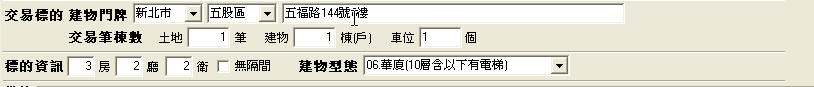 交易標的 建物門牌 新北市 五股區 五福路144號 樓
交易筆棟數 土地 1 筆 建物 1 棟(戶) 車位 1 個
標的資訊 3 房 2 廳 2 衛 無隔間 建物型態 06.華廈(10層含以下有電梯)